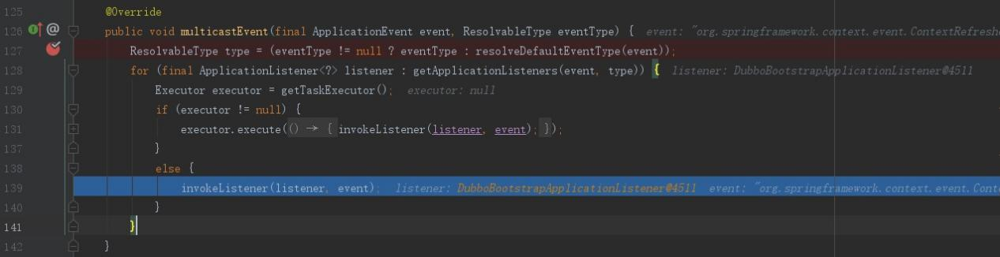 125 @Override
126 @ public void multicastEvent(final ApplicationEvent event, ResolvableType eventType) { event: "org.springframework.context.event.ContextRefreshe
127 ResolvableType type = (eventType != null ? eventType : resolveDefaultEventType(event));
128 for (final ApplicationListener<?> listener : getApplicationListeners(event, type)) { listener: DubboBootstrapApplicationListener@4511
129 Executor executor = getTaskExecutor(); executor: null
130 if (executor != null) {
131 executor.execute(() → { invokeListener(listener, event); });
137 }
138 else {
139 invokeListener(listener, event); listener: DubboBootstrapApplicationListener@4511 event: "org.springframework.context.event.Cont
140 }
141 }
142 }